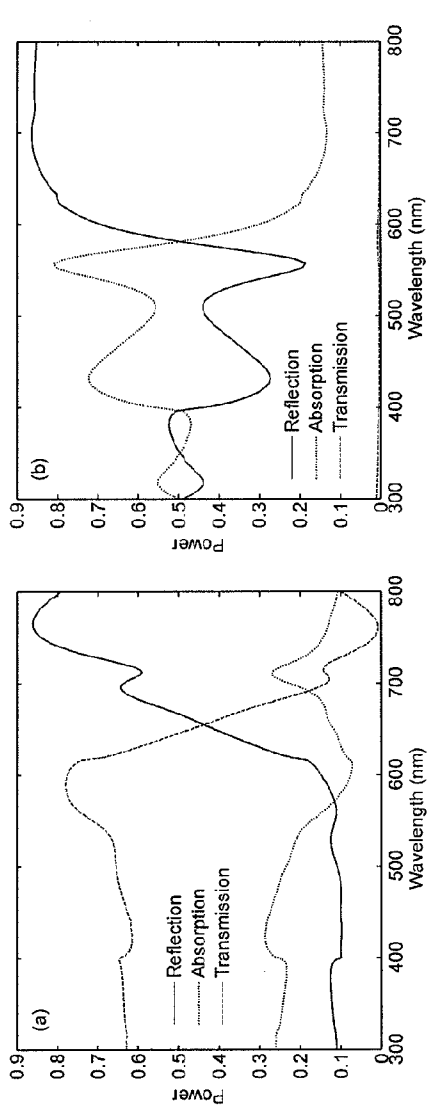 (a)
0.9
0.8
0.7
0.6
0.5
0.4
0.3
0.2
0.1
0
Power
Reflection
Absorption
Transmission
300
400
500
600
700
800
Wavelength (nm)
(b)
0.9
0.8
0.7
0.6
0.5
0.4
0.3
0.2
0.1
0
Power
Reflection
Absorption
Transmission
300
400
500
600
700
800
Wavelength (nm)